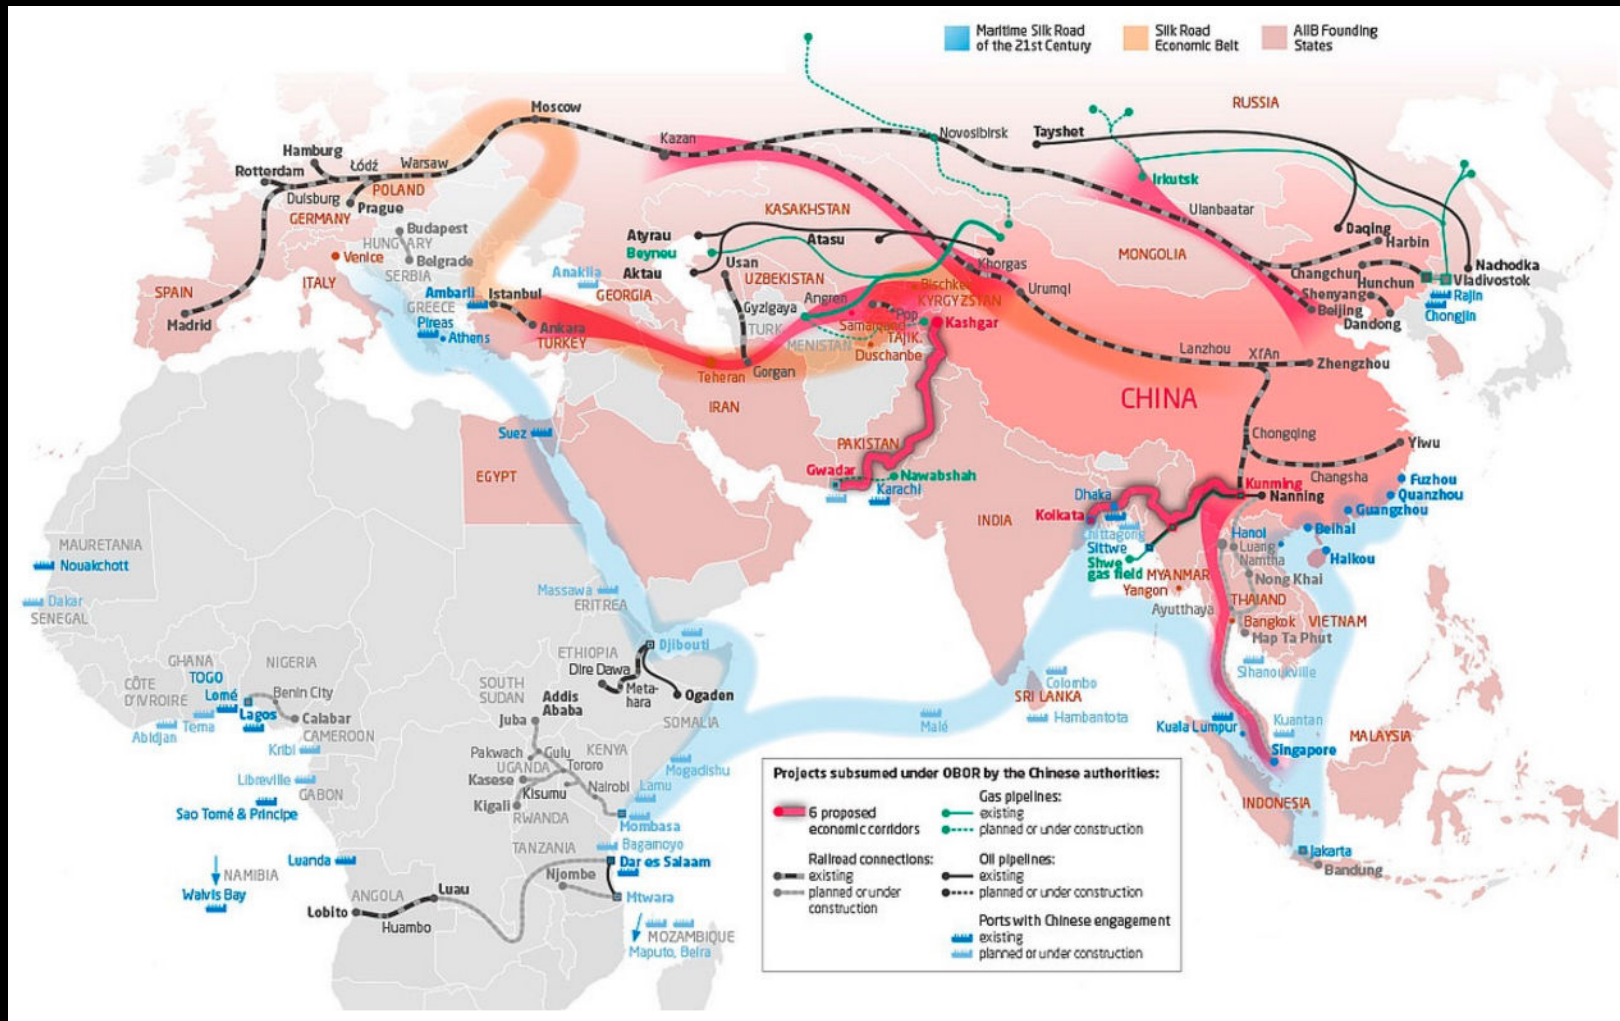 Maritime Silk Road
of the 21st Century
Silk Road
Economic Belt
AIIB Founding
States
RUSSIA
Moscow
Kazan
Novosibirsk
Tayshet
Irkutsk
Ulanbaatar
Hamburg
Rotterdam
Łódź
Warsaw
Duisburg
POLAND
Prague
GERMANY
Budapest
HUNGARY
Belgrade
SERBIA
Venice
ITALY
SPAIN
Madrid
GREECE
Ambarli
Istanbul
Pireas
Athens
Ankara
TURKEY
Anaklia
GEORGIA
KASAKHSTAN
Atyrau
Beyneu
Aktau
Atasu
Usan
UZBEKISTAN
Gyzlgaya
Angren
TURK
MENISTAN
Samarqand
Pop
TAJIK.
Duschanbe
Bischkek
KYRGYZSTAN
Kashgar
Khorgas
Urumqi
MONGOLIA
Daqing
Harbin
Changchun
Hunchun
Shenyang
Beijing
Dandong
Nachodka
Vladivostok
Rajin
Chongjin
Teheran
Gorgan
IRAN
Lanzhou
Xi'An
Zhengzhou
CHINA
Chongqing
Yiwu
Changsha
Kunming
Nanning
Fuzhou
Quanzhou
Guangzhou
Beihai
Haikou
Suez
EGYPT
PAKISTAN
Gwadar
Nawabshah
Karachi
INDIA
Dhaka
Kolkata
Chittagong
Sittwe
Shwe
gas field
MYANMAR
Yangon
Hanoi
Luang
Namtha
Nong Khai
Ayutthaya
THAILAND
Bangkok
VIETNAM
Map Ta Phut
Sihanoukville
MAURETANIA
Nouakchott
Dakar
SENEGAL
Massawa
ERITREA
Djibouti
ETHIOPIA
Dire Dawa
Meta-
hara
Ogaden
SOMALIA
GHANA
NIGERIA
TOGO
CÔTE
D'IVROIRE
Lomé
Benin City
Lagos
Tema
Abidjan
Calabar
CAMEROON
Kribi
Libreville
GABON
Sao Tomé & Principe
SOUTH
SUDAN
Addis
Ababa
Juba
Pakwach
Gulu
KENYA
UGANDA
Tororo
Kasese
Nairobi
Kisumu
Kigali
RWANDA
Mogadishu
Lamu
Mombasa
TANZANIA
Bagamoyo
Dar es Salaam
Njombe
Mtwara
MOZAMBIQUE
Maputo, Beira
Luanda
NAMIBIA
Walvis Bay
ANGOLA
Luau
Lobito
Huambo
Malé
Colombo
SRI LANKA
Hambantota
Kuala Lumpur
Kuantan
Singapore
MALAYSIA
INDONESIA
Jakarta
Bandung
Projects subsumed under OBOR by the Chinese authorities:
6 proposed
economic corridors
Gas pipelines:
existing
planned or under construction
Railroad connections:
existing
planned or under
construction
Oil pipelines:
existing
planned or under construction
Ports with Chinese engagement
existing
planned or under construction